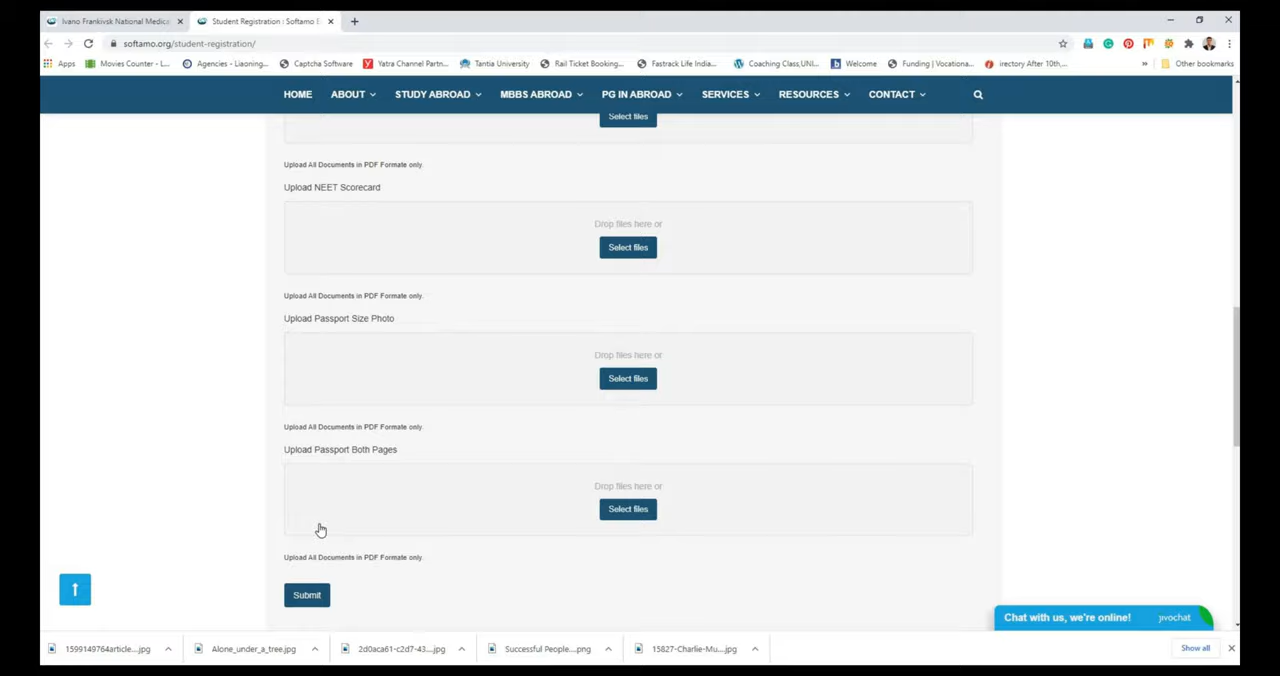 Ivano Frankivsk National Medica
Student Registration : Softamo E
softamo.org/student-registration/
Apps
Movies Counter - L...
Agencies - Liaoning...
Captcha Software
Yatra Channel Partn...
Tantia University
Rail Ticket Booking...
Fastrack Life India...
Coaching Class,UNI...
Welcome
Funding | Vocationa...
irectory After 10th,...
Other bookmarks
HOME
ABOUT
STUDY ABROAD
MBBS ABROAD
PG IN ABROAD
SERVICES
RESOURCES
CONTACT
Select files
Upload All Documents in PDF Formate only.
Upload NEET Scorecard
Drop files here or
Select files
Upload All Documents in PDF Formate only.
Upload Passport Size Photo
Drop files here or
Select files
Upload All Documents in PDF Formate only.
Upload Passport Both Pages
Drop files here or
Select files
Upload All Documents in PDF Formate only.
Submit
Chat with us, we're online!
jivochat
1599149764article....jpg
Alone_under_a_tree.jpg
2d0aca61-c2d7-43....jpg
Successful People....png
15827-Charlie-Mu....jpg
Show all